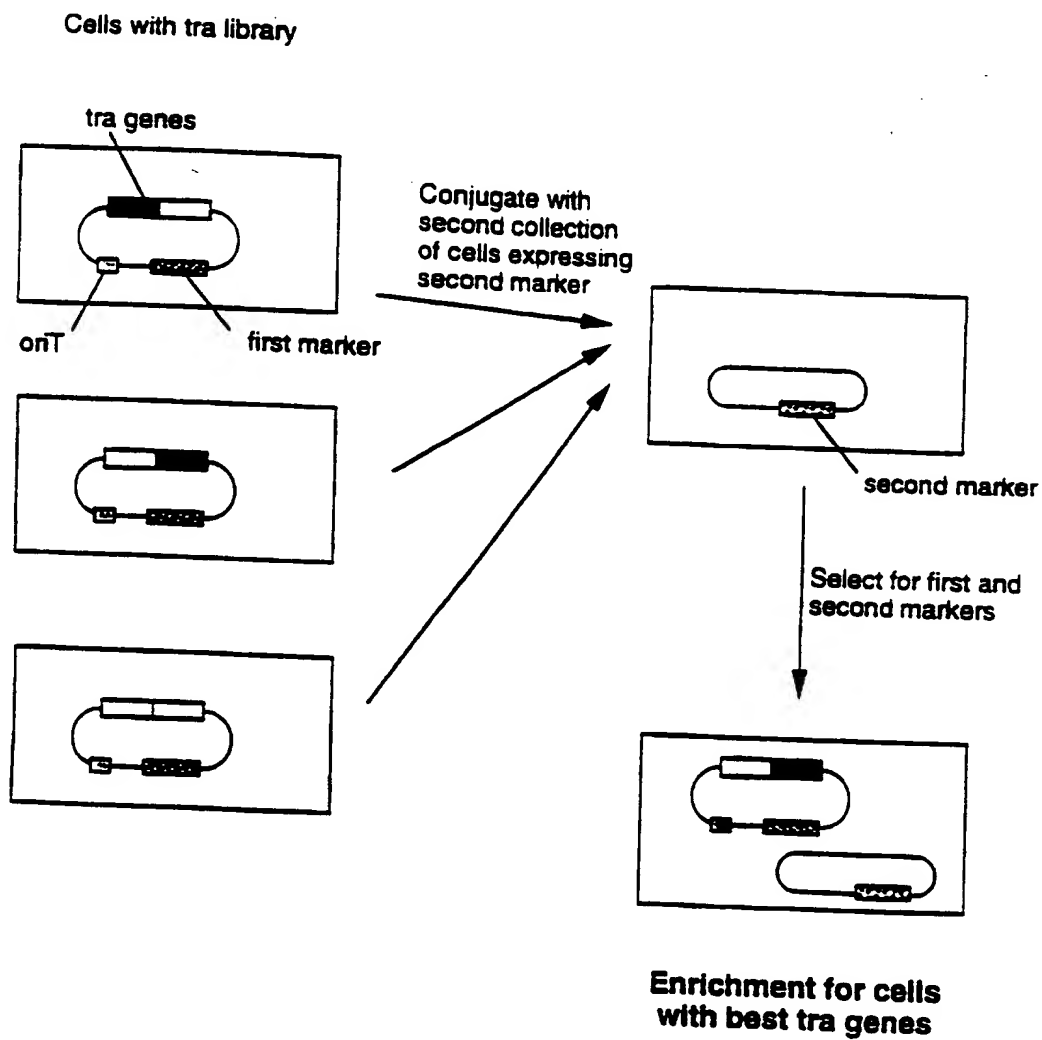 Cells with tra library
tra genes
Conjugate with
second collection
of cells expressing
second marker
oriT
first marker
second marker
Select for first and
second markers
Enrichment for cells
with best tra genes